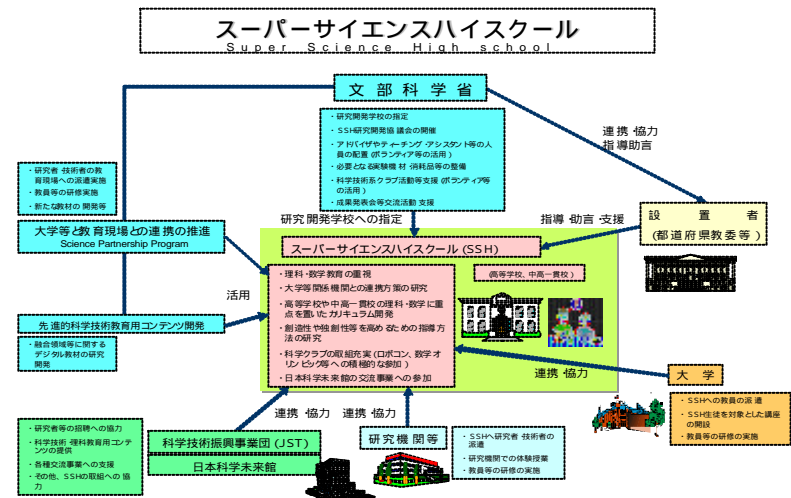 スーパーサイエンスハイスクール
Super Science High school
文部科学省
・研究開発学校の指定
・SSH研究開発協議会の開催
・アドバイザやティーチング・アシスタント等の人
員の配置（ボランティア等の活用）
・必要となる実験機材・消耗品等の整備
・科学技術系クラブ活動等支援（ボランティア等
の活用）
・成果発表会等交流活動支援
連携・協力
指導助言
・研究者・技術者の教
育現場への派遣実施
・教員等の研修実施
・新たな教材の開発等
大学等と教育現場との連携の推進
Science Partnership Program
研究開発学校への指定
指導・助言・支援
設置者
(都道府県教委等)
スーパーサイエンスハイスクール(SSH)
(高等学校、中高一貫校)
・理科・数学教育の重視
・大学等関係機関との連携方策の研究
・高等学校や中高一貫校の理科・数学に重
点を置いたカリキュラム開発
・創造性や独創性等を高めるための指導方
法の研究
・科学クラブの取組充実（ロボコン、数学オ
リンピック等への積極的な参加）
・日本科学未来館の交流事業への参加
活用
先進的科学技術教育用コンテンツ開発
・融合領域等に関する
デジタル教材の研究
開発
連携・協力
大学
・SSHへの教員の派遣
・SSH生徒を対象とした講座
の開設
・教員等の研修の実施
連携・協力
連携・協力
・研究者等の招聘への協力
・科学技術・理科教育用コンテ
ンツの提供
・各種交流事業への支援
・その他、SSHの取組への協
力
科学技術振興事業団(JST)
日本科学未来館
研究機関等
・SSHへ研究者・技術者の
派遣
・研究機関での体験授業
・教員等の研修の実施